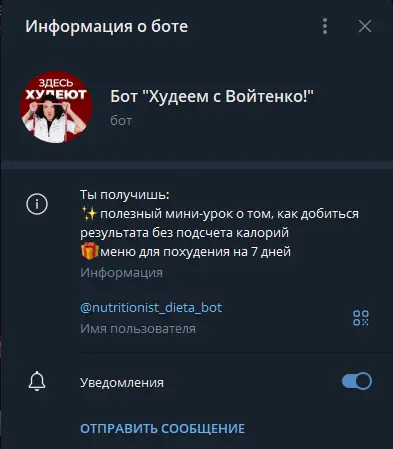 Информация о боте
ЗДЕСЬ
ХУДЕЮТ
Бот "Худеем с Войтенко!"
бот
Ты получишь:
✨полезный мини-урок о том, как добиться
результата без подсчета калорий
🎁меню для похудения на 7 дней
Информация
@nutritionist_dieta_bot
Имя пользователя
Уведомления
ОТПРАВИТЬ СООБЩЕНИЕ